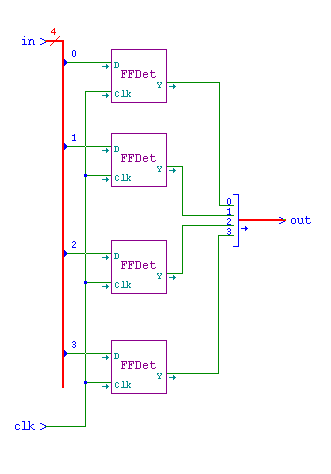 4
in
0
D
FFDet
Y
Clk
1
D
FFDet
Y
Clk
0
1
2
3
out
2
D
FFDet
Y
Clk
3
D
FFDet
Y
Clk
clk